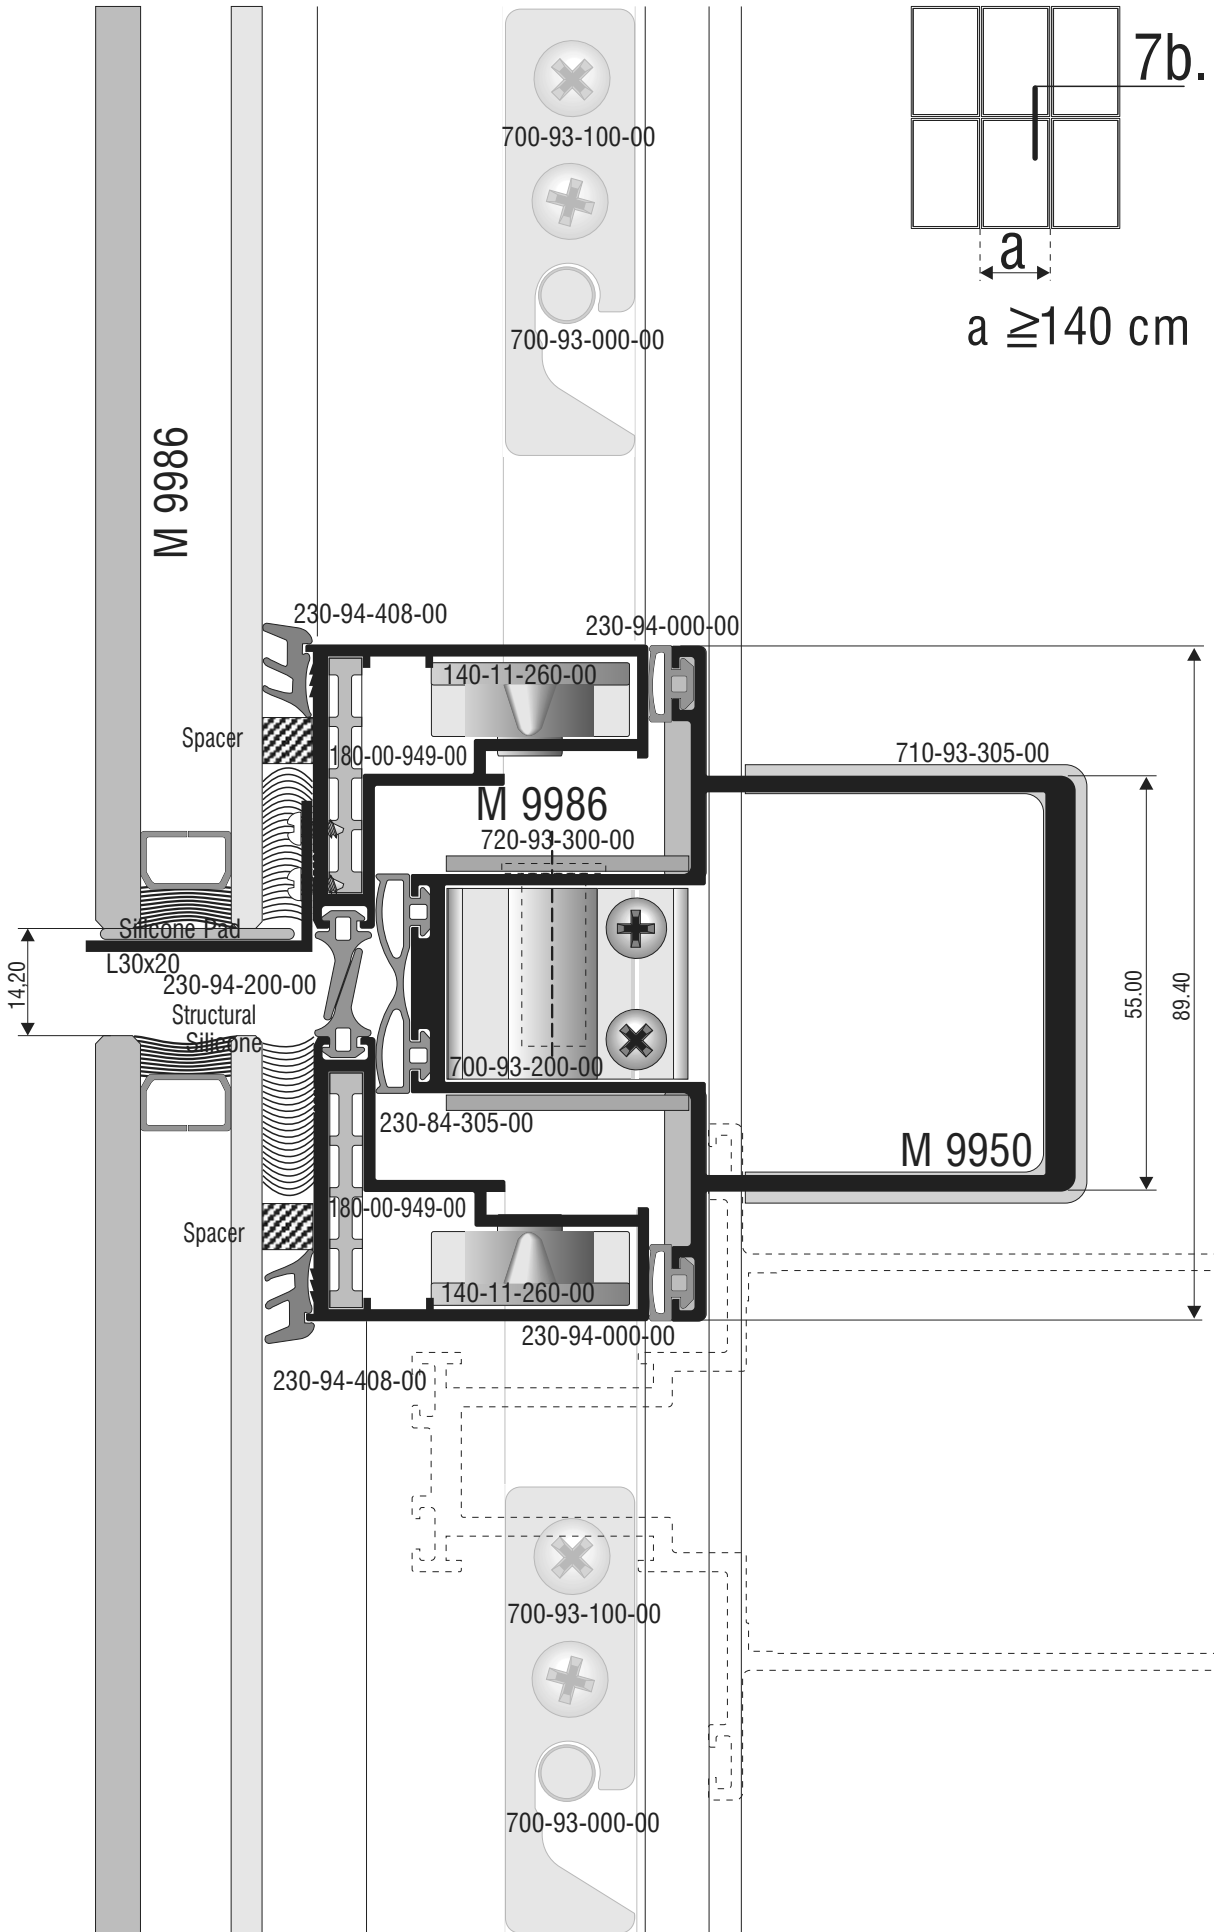 7b.
700-93-100-00
a
a ≧140 cm
700-93-000-00
M 9986
230-94-408-00
230-94-000-00
140-11-260-00
Spacer
180-00-949-00
710-93-305-00
M 9986
720-93-300-00
Silicone Pad
L30x20
14,20
230-94-200-00
Structural
Silicone
55.00
89.40
700-93-200-00
230-84-305-00
M 9950
180-00-949-00
Spacer
140-11-260-00
230-94-000-00
230-94-408-00
700-93-100-00
700-93-000-00